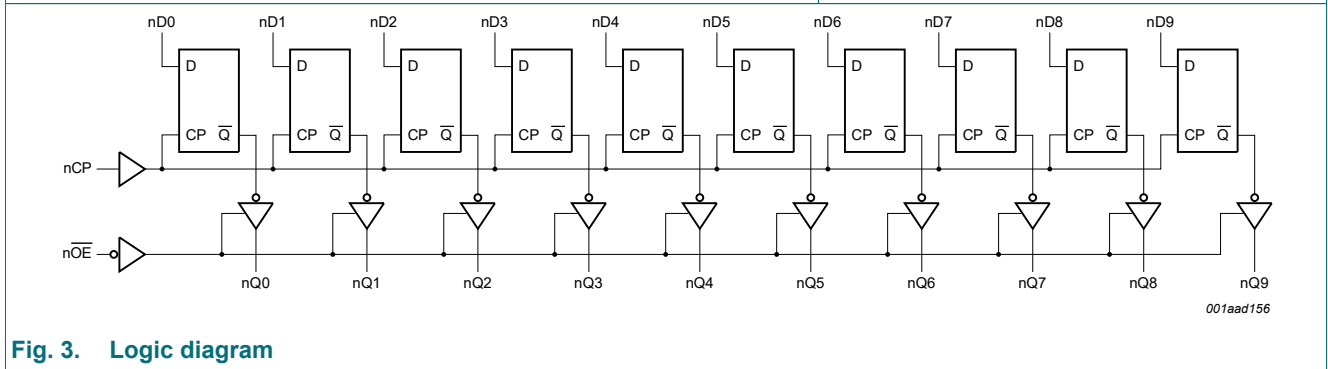 nD0 nD1 nD2 nD3 nD4 nD5 nD6 nD7 nD8 nD9
D D D D D D D D D D
CP Q̅ CP Q̅ CP Q̅ CP Q̅ CP Q̅ CP Q̅ CP Q̅ CP Q̅ CP Q̅ CP Q̅
nCP
nO̅E̅
nQ0 nQ1 nQ2 nQ3 nQ4 nQ5 nQ6 nQ7 nQ8 nQ9
001aad156
Fig. 3. Logic diagram